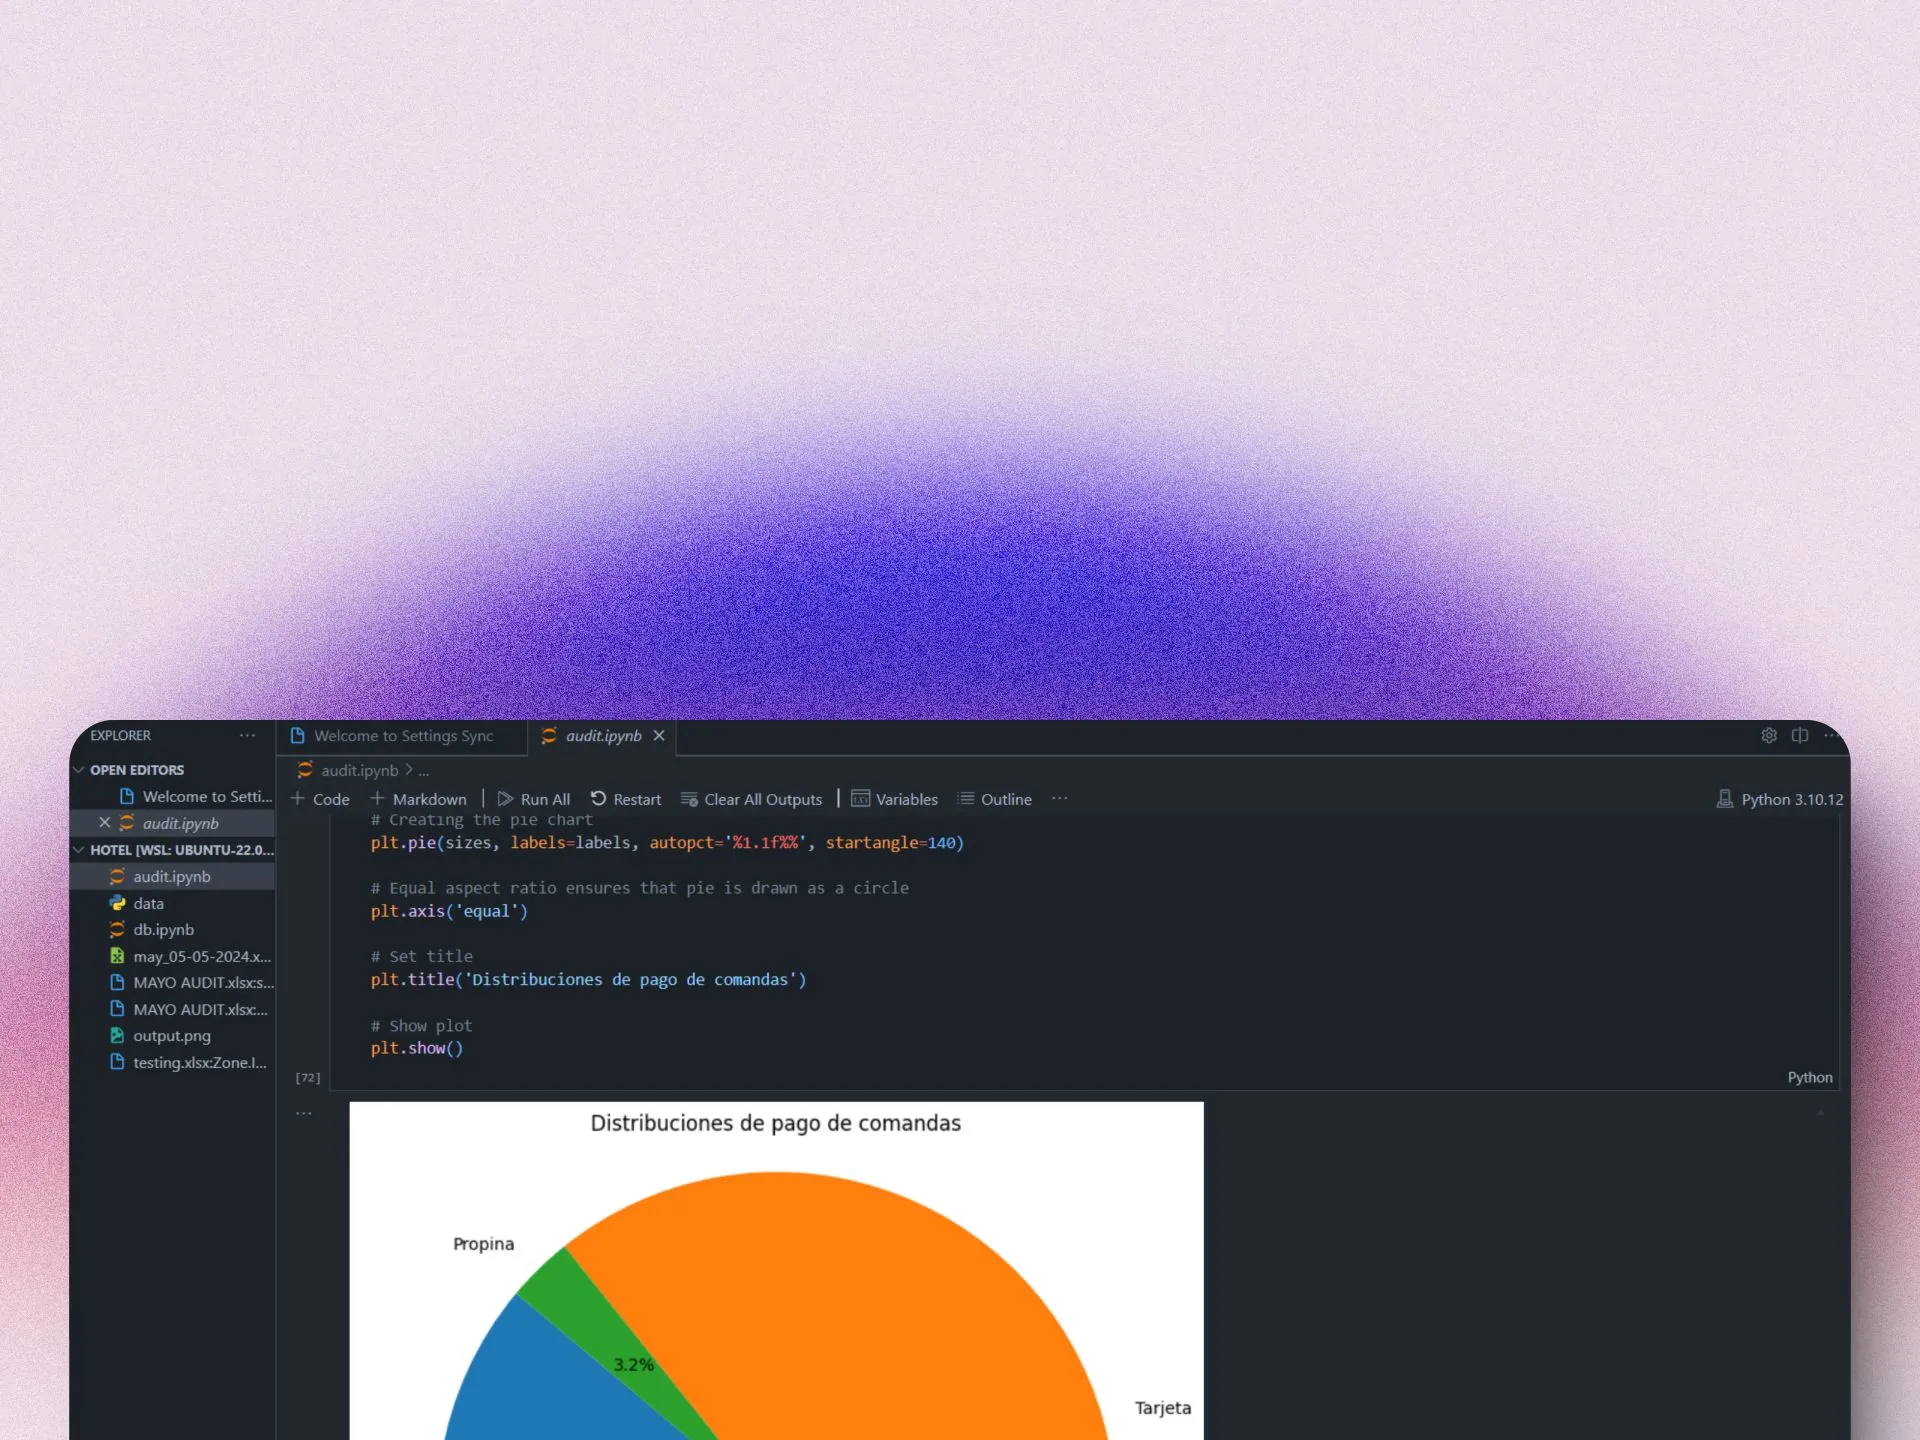 EXPLORER
OPEN EDITORS
Welcome to Setti...
audit.ipynb
HOTEL [WSL: UBUNTU-22.0...
audit.ipynb
data
db.ipynb
may_05-05-2024.x...
MAYO AUDIT.xlsx:s...
MAYO AUDIT.xlsx:...
output.png
testing.xlsx:Zone.I...
Welcome to Settings Sync
audit.ipynb
audit.ipynb > ...
+ Code + Markdown | Run All Restart Clear All Outputs | Variables Outline ... Python 3.10.12
# Creating the pie chart
plt.pie(sizes, labels=labels, autopct='%1.1f%%', startangle=140)
# Equal aspect ratio ensures that pie is drawn as a circle
plt.axis('equal')
# Set title
plt.title('Distribuciones de pago de comandas')
# Show plot
plt.show()
[72] Python
Distribuciones de pago de comandas
Propina
3.2%
Tarjeta